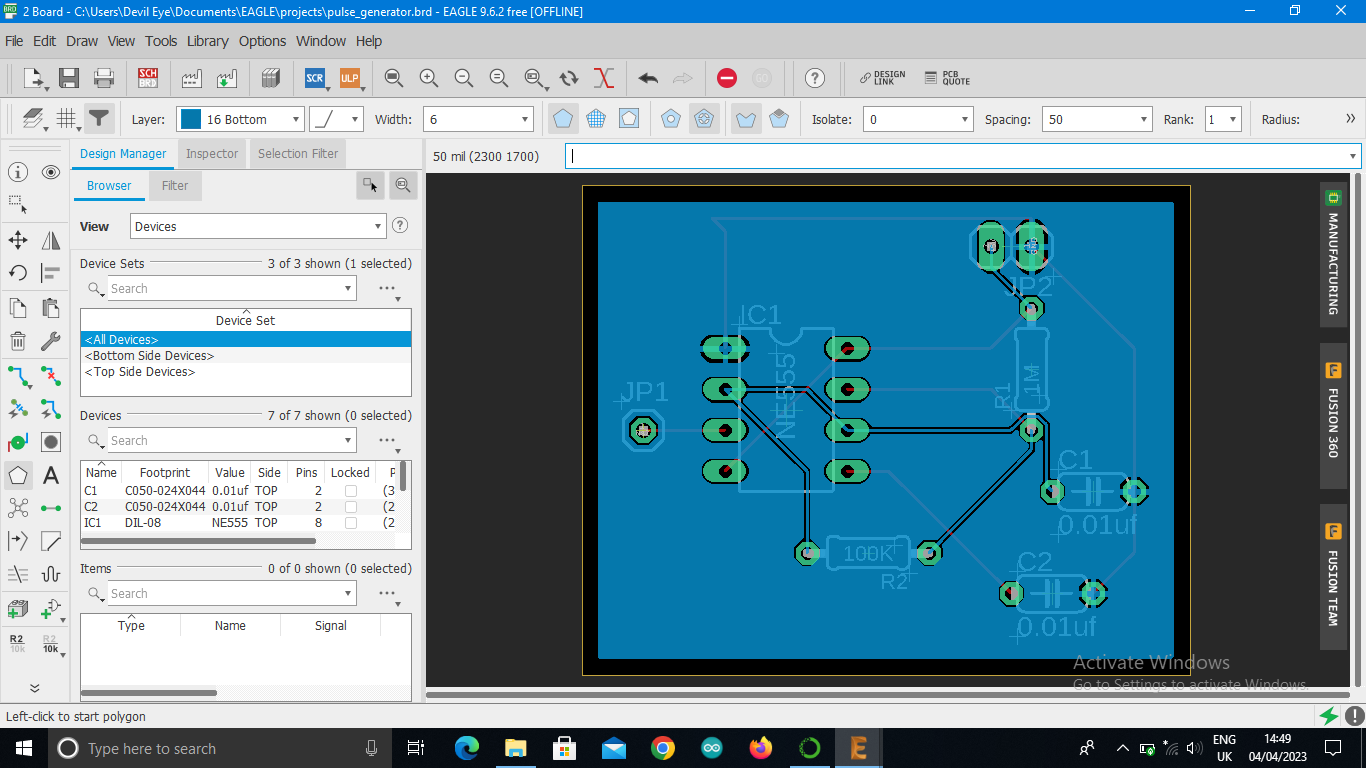 2 Board - C:\Users\Devil Eye\Documents\EAGLE\projects\pulse_generator.brd - EAGLE 9.6.2 free [OFFLINE]
File Edit Draw View Tools Library Options Window Help
SCH
BRD
SCR
ULP
DESIGN
LINK
PCB
QUOTE
Layer: 16 Bottom Width: 6 Isolate: 0 Spacing: 50 Rank: 1 Radius:
Design Manager Inspector Selection Filter
50 mil (2300 1700)
Browser Filter
View Devices
Device Sets 3 of 3 shown (1 selected)
Search
Device Set
<All Devices>
<Bottom Side Devices>
<Top Side Devices>
Devices 7 of 7 shown (0 selected)
Search
Name Footprint Value Side Pins Locked P
C1 C050-024X044 0.01uf TOP 2 (3
C2 C050-024X044 0.01uf TOP 2 (2
IC1 DIL-08 NE555 TOP 8 (2
Items 0 of 0 shown (0 selected)
Search
Type Name Signal
R2
10k
R2
10k
JP2
IC1
NE555
JP1
R1
1M
C1
0.01uf
100K
R2
C2
0.01uf
MANUFACTURING
FUSION 360
FUSION TEAM
Activate Windows
Go to Settings to activate Windows.
Left-click to start polygon
Type here to search
ENG
UK
14:49
04/04/2023